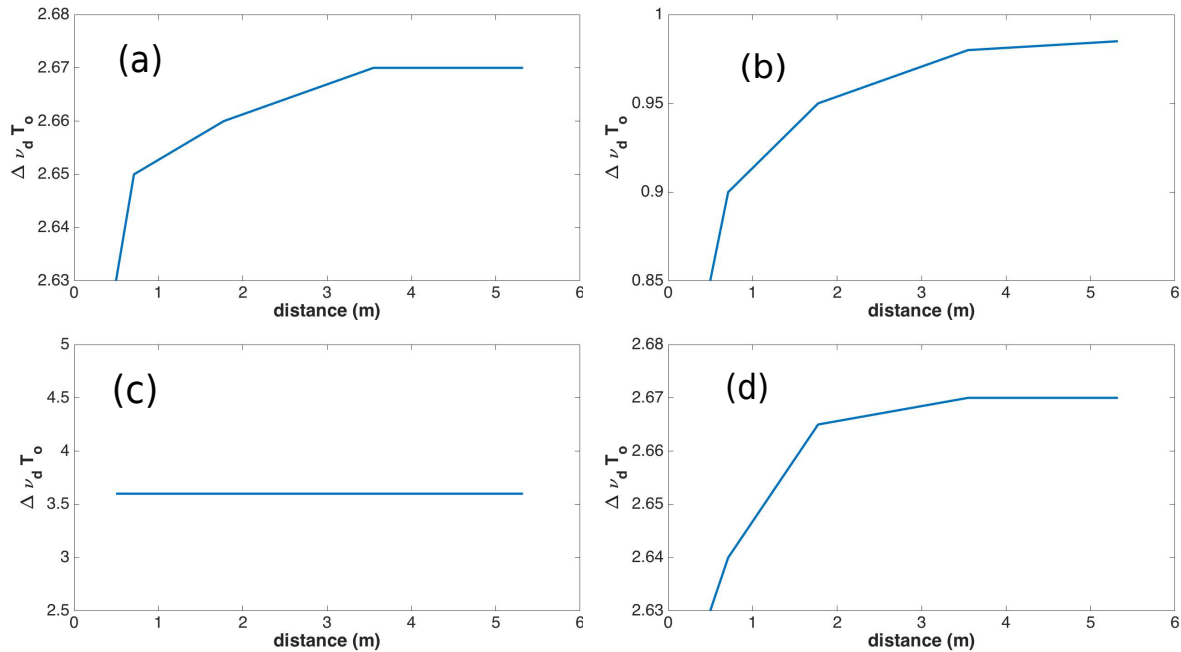 (a)
2.68
2.67
2.66
2.65
2.64
2.63
Δ ν_d T_o
0 1 2 3 4 5 6
distance (m)
(b)
1
0.95
0.9
0.85
Δ ν_d T_o
0 1 2 3 4 5 6
distance (m)
(c)
5
4.5
4
3.5
3
2.5
Δ ν_d T_o
0 1 2 3 4 5 6
distance (m)
(d)
2.68
2.67
2.66
2.65
2.64
2.63
Δ ν_d T_o
0 1 2 3 4 5 6
distance (m)